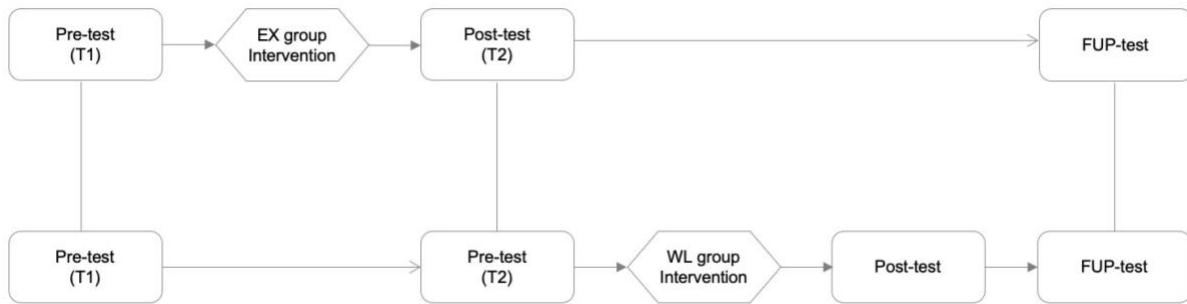 Pre-test
(T1)
EX group
Intervention
Post-test
(T2)
FUP-test
Pre-test
(T1)
Pre-test
(T2)
WL group
Intervention
Post-test
FUP-test